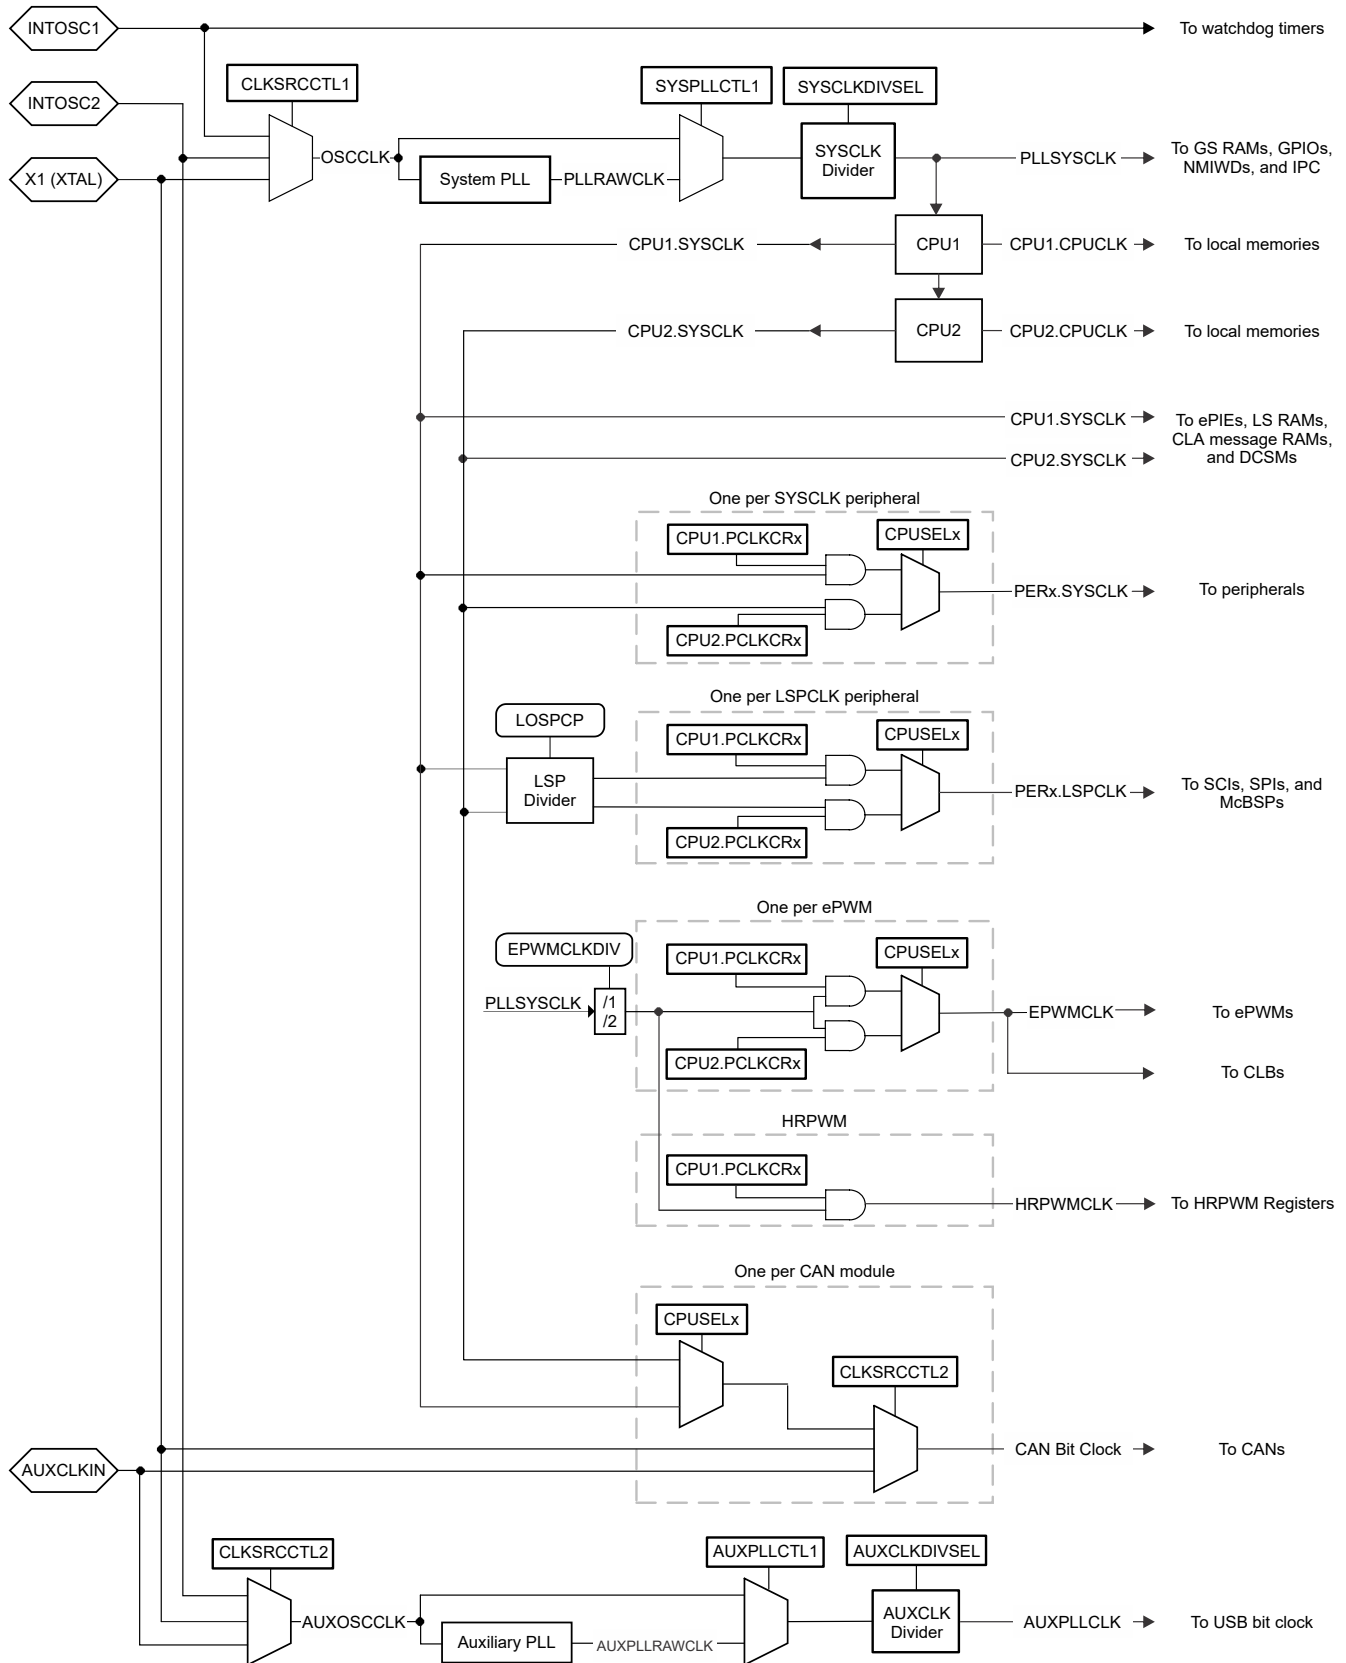 INTOSC1
To watchdog timers
CLKSRCCTL1
SYSPLLCTL1
SYSCLKDIVSEL
INTOSC2
OSCCLK
X1 (XTAL)
System PLL
PLLRAWCLK
SYSCLK
Divider
PLLSYSCLK
To GS RAMs, GPIOs,
NMIWDs, and IPC
CPU1.SYSCLK
CPU1
CPU1.CPUCLK
To local memories
CPU2.SYSCLK
CPU2
CPU2.CPUCLK
To local memories
CPU1.SYSCLK
CPU2.SYSCLK
To ePIEs, LS RAMs,
CLA message RAMs,
and DCSMs
One per SYSCLK peripheral
CPU1.PCLKCRx
CPUSELx
PERx.SYSCLK
To peripherals
CPU2.PCLKCRx
One per LSPCLK peripheral
LOSPCP
CPU1.PCLKCRx
CPUSELx
LSP
Divider
PERx.LSPCLK
To SCIs, SPIs, and
McBSPs
CPU2.PCLKCRx
One per ePWM
EPWMCLKDIV
CPU1.PCLKCRx
CPUSELx
PLLSYSCLK
/1
/2
EPWMCLK
To ePWMs
CPU2.PCLKCRx
To CLBs
HRPWM
CPU1.PCLKCRx
HRPWMCLK
To HRPWM Registers
One per CAN module
CPUSELx
CLKSRCCTL2
CAN Bit Clock
To CANs
AUXCLKIN
CLKSRCCTL2
AUXPLLCTL1
AUXCLKDIVSEL
AUXOSCCLK
Auxiliary PLL
AUXPLLRAWCLK
AUXCLK
Divider
AUXPLLCLK
To USB bit clock